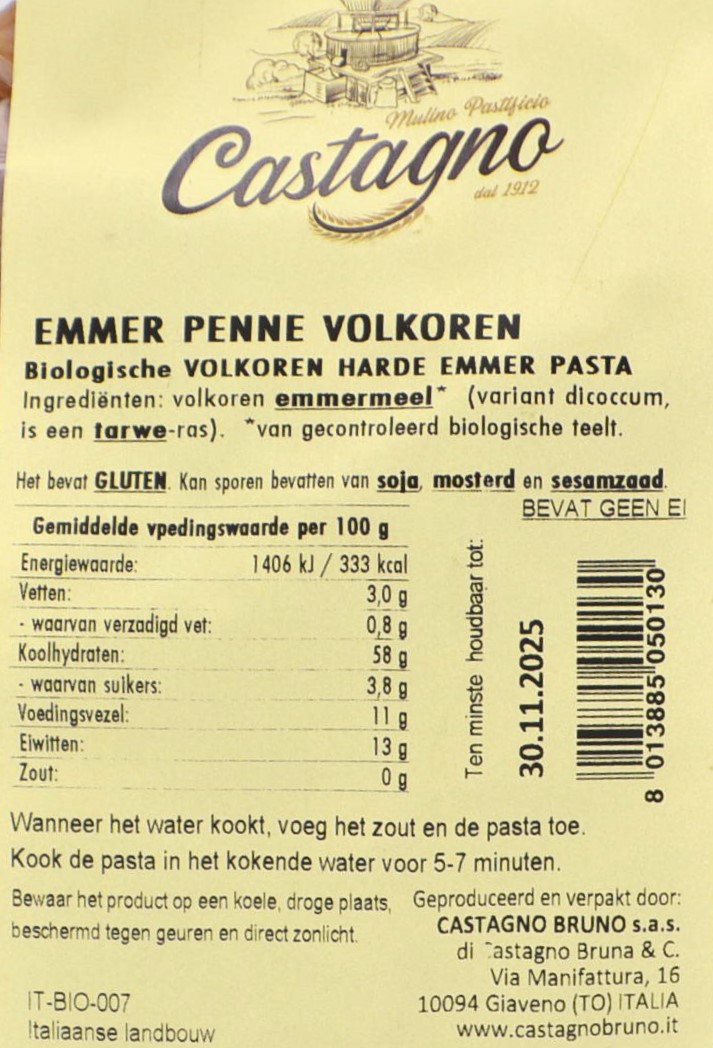 Mulino Pastificio
Castagno
dal 1912
EMMER PENNE VOLKOREN
Biologische VOLKOREN HARDE EMMER PASTA
Ingrediënten: volkoren emmermeel* (variant dicoccum,
is een tarwe-ras). *van gecontroleerd biologische teelt.
Het bevat GLUTEN. Kan sporen bevatten van soja, mosterd en sesamzaad.
BEVAT GEEN EI
Gemiddelde vpedingswaarde per 100 g
Energiewaarde: 1406 kJ / 333 kcal
Vetten: 3,0 g
- waarvan verzadigd vet: 0,8 g
Koolhydraten: 58 g
- waarvan suikers: 3,8 g
Voedingsvezel: 11 g
Eiwitten: 13 g
Zout: 0 g
Ten minste houdbaar tot:
30.11.2025
8 013885 050130
Wanneer het water kookt, voeg het zout en de pasta toe.
Kook de pasta in het kokende water voor 5-7 minuten.
Bewaar het product op een koele, droge plaats,
beschermd tegen geuren en direct zonlicht.
IT-BIO-007
Italiaanse landbouw
Geproduceerd en verpakt door:
CASTAGNO BRUNO s.a.s.
di Castagno Bruna & C.
Via Manifattura, 16
10094 Giaveno (TO) ITALIA
www.castagnobruno.it